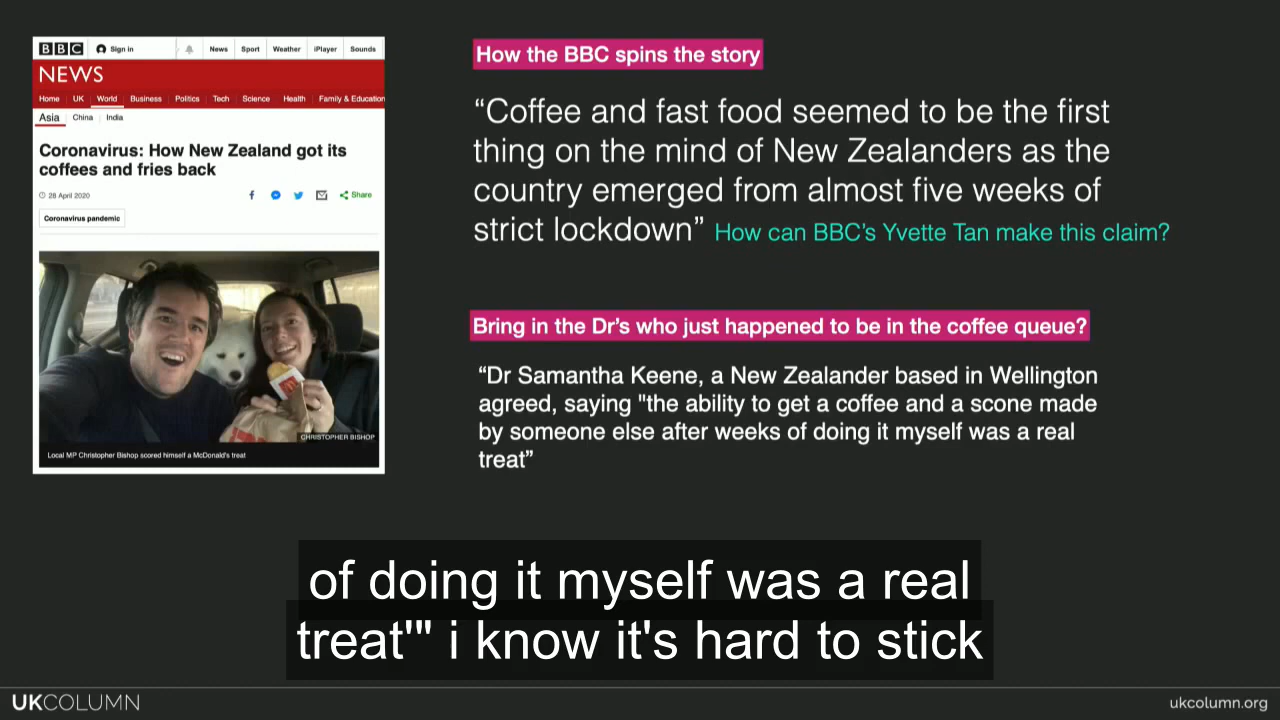 BBC
Sign in
News
Sport
Weather
iPlayer
Sounds
NEWS
Home
UK
World
Business
Politics
Tech
Science
Health
Family & Education
Asia
China
India
Coronavirus: How New Zealand got its
coffees and fries back
28 April 2020
Share
Coronavirus pandemic
CHRISTOPHER BISHOP
Local MP Christopher Bishop scored himself a McDonald's treat
How the BBC spins the story
“Coffee and fast food seemed to be the first
thing on the mind of New Zealanders as the
country emerged from almost five weeks of
strict lockdown” How can BBC’s Yvette Tan make this claim?
Bring in the Dr’s who just happened to be in the coffee queue?
“Dr Samantha Keene, a New Zealander based in Wellington
agreed, saying "the ability to get a coffee and a scone made
by someone else after weeks of doing it myself was a real
treat”
of doing it myself was a real
treat'" i know it's hard to stick
UKCOLUMN
ukcolumn.org